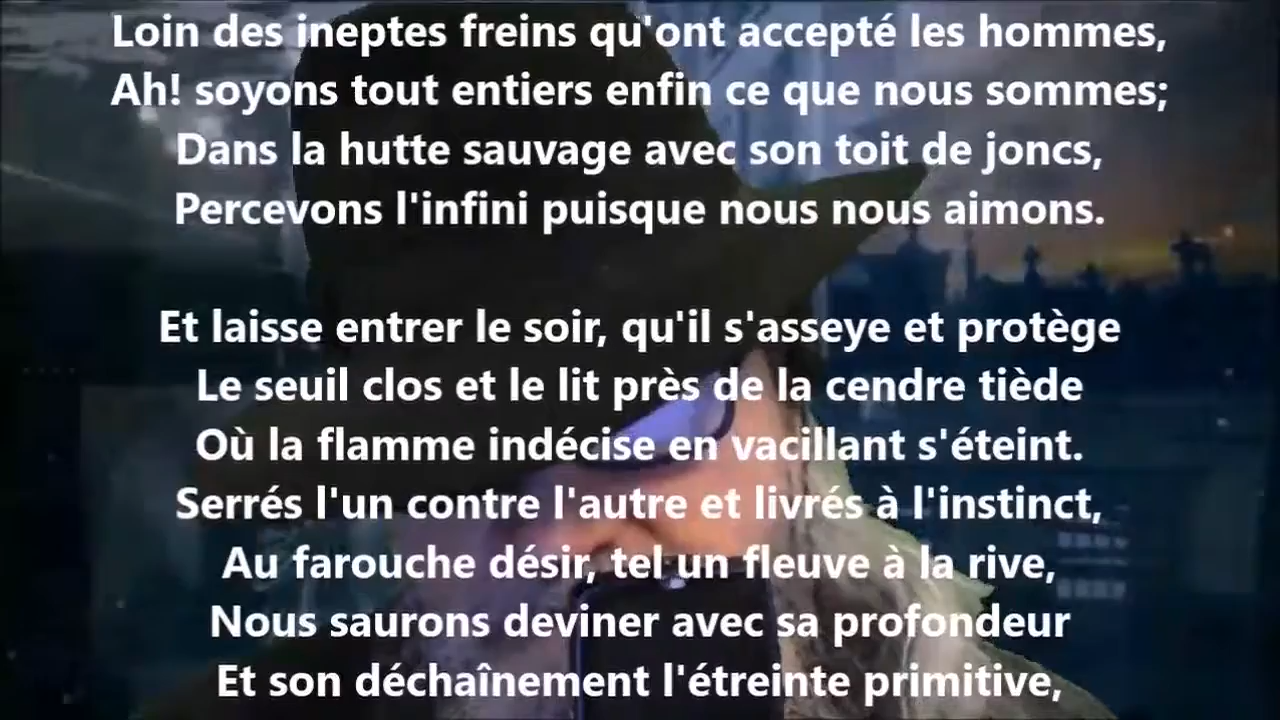 Loin des ineptes freins qu'ont accepté les hommes,
Ah! soyons tout entiers enfin ce que nous sommes;
Dans la hutte sauvage avec son toit de joncs,
Percevons l'infini puisque nous nous aimons.
Et laisse entrer le soir, qu'il s'asseye et protège
Le seuil clos et le lit près de la cendre tiède
Où la flamme indécise en vacillant s'éteint.
Serrés l'un contre l'autre et livrés à l'instinct,
Au farouche désir, tel un fleuve à la rive,
Nous saurons deviner avec sa profondeur
Et son déchaînement l'étreinte primitive,